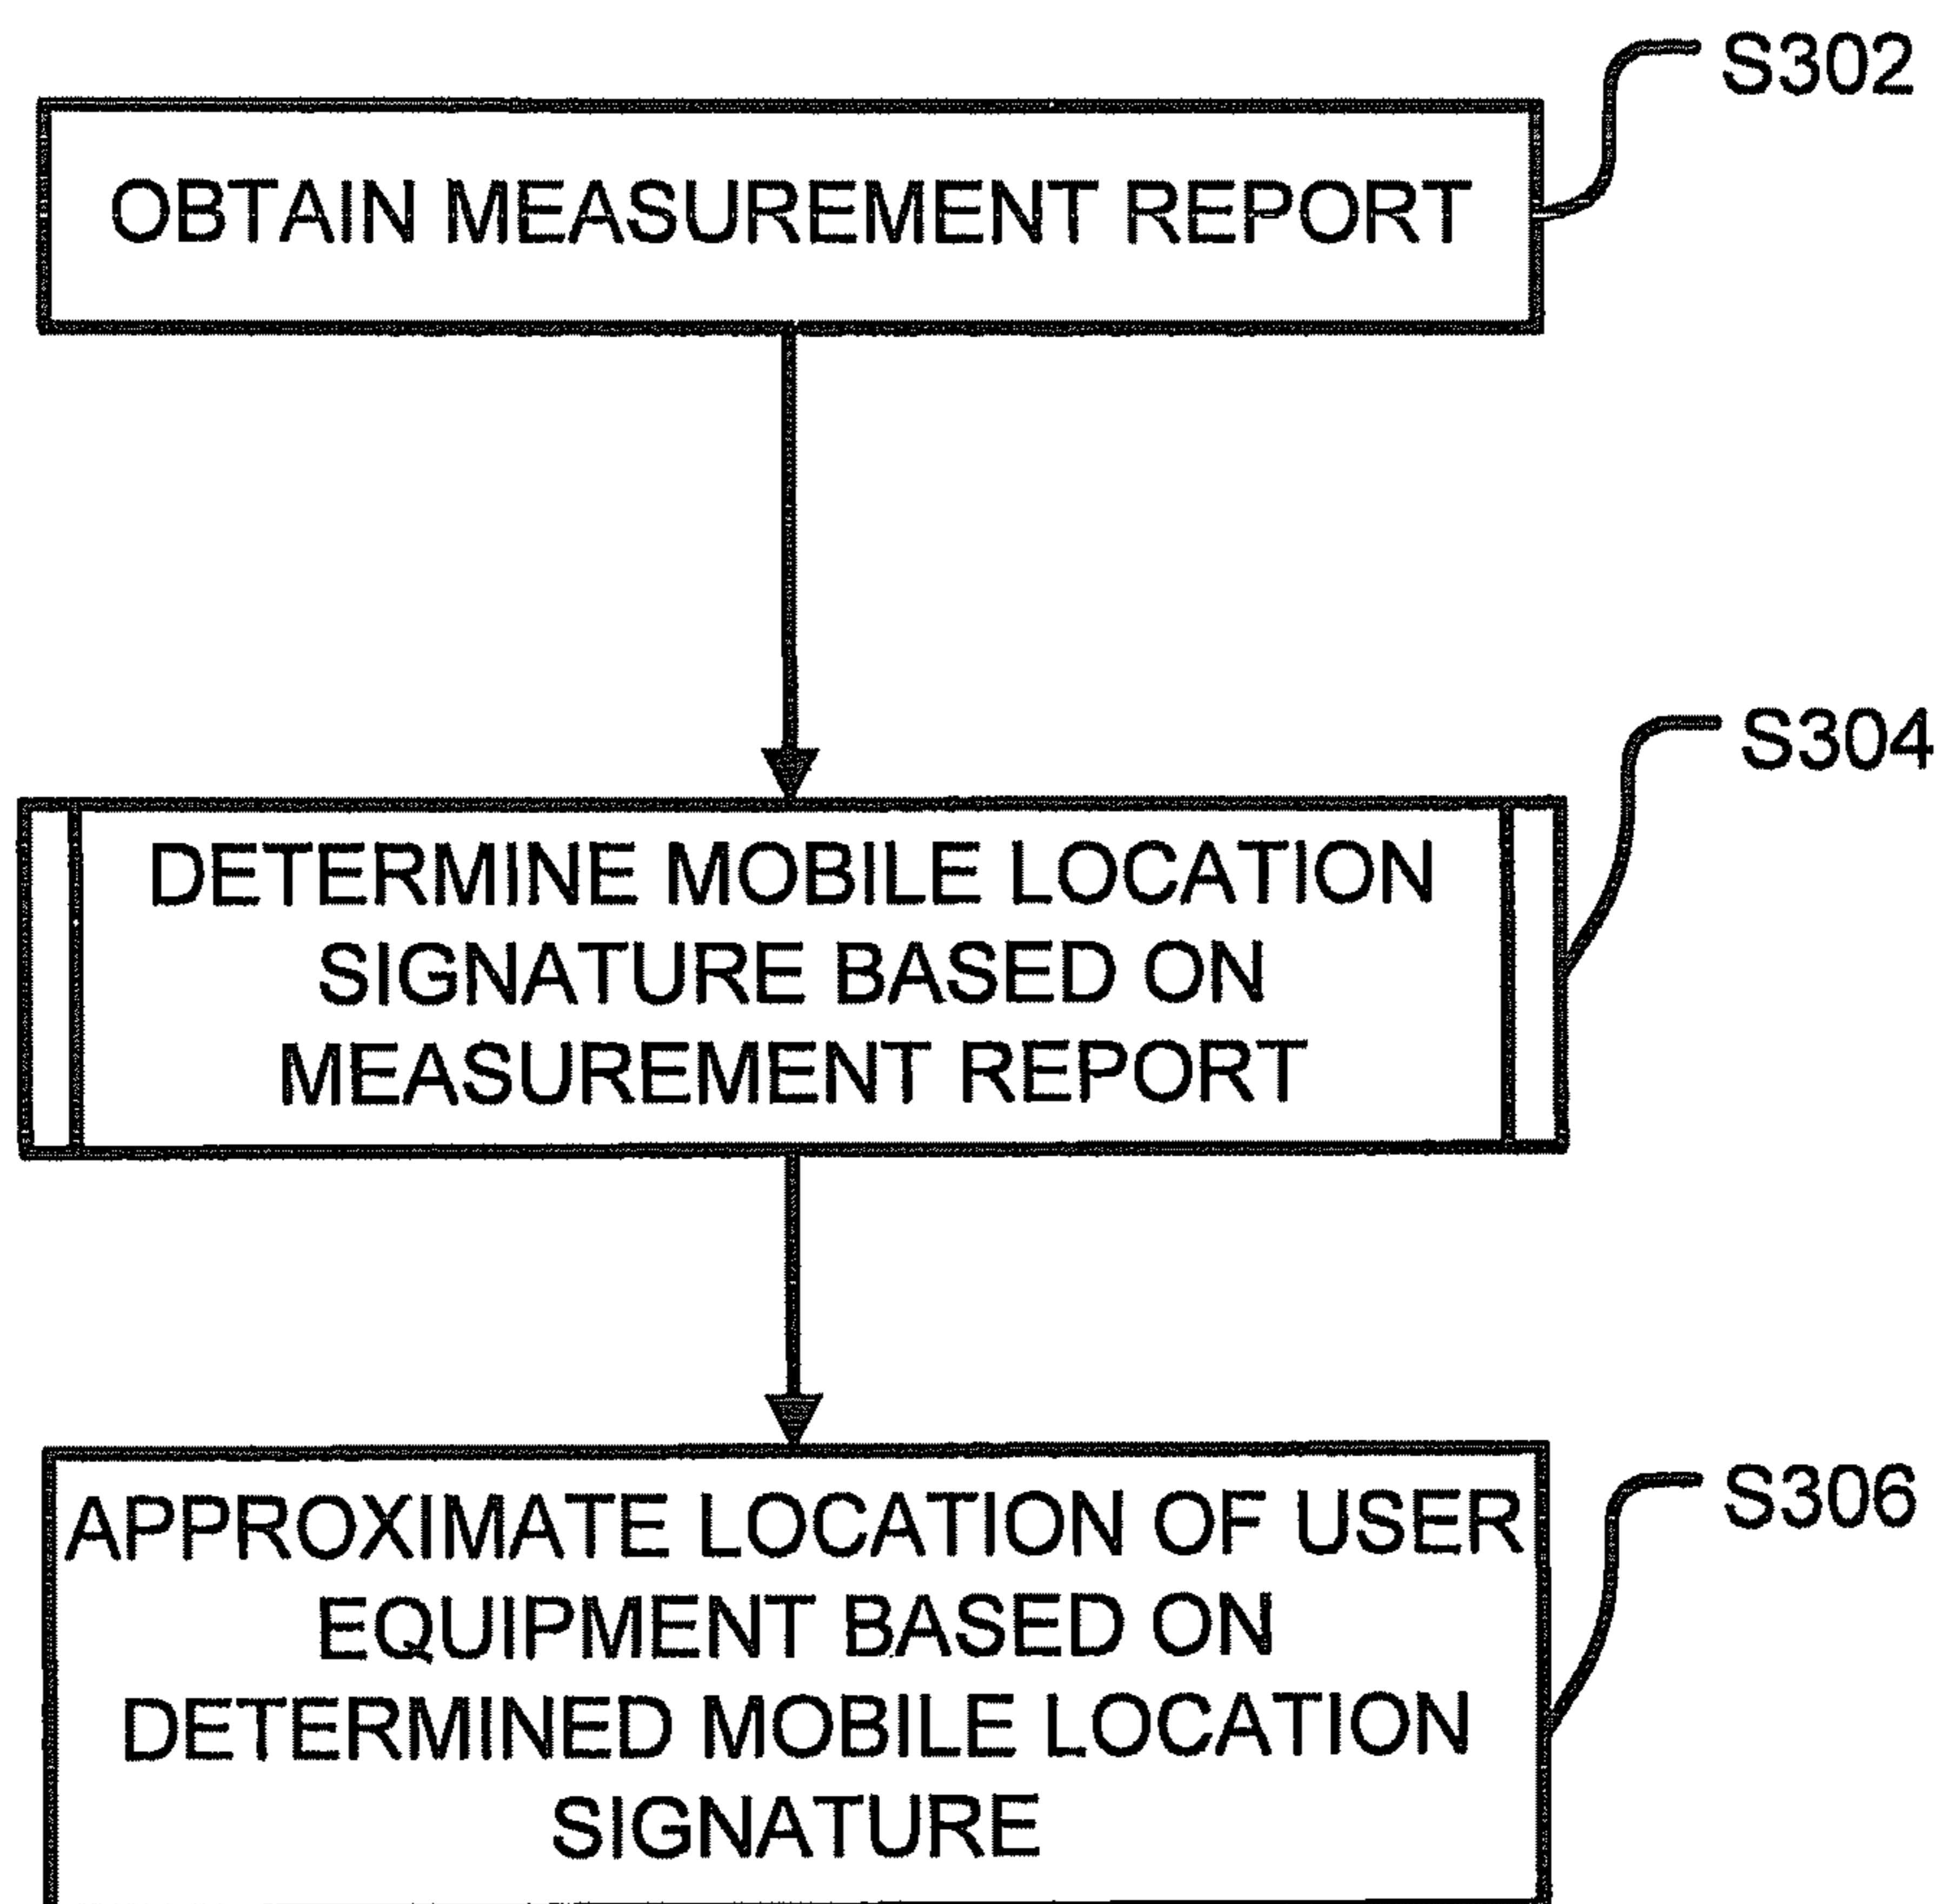 S302
OBTAIN MEASUREMENT REPORT
S304
DETERMINE MOBILE LOCATION
SIGNATURE BASED ON
MEASUREMENT REPORT
S306
APPROXIMATE LOCATION OF USER
EQUIPMENT BASED ON
DETERMINED MOBILE LOCATION
SIGNATURE